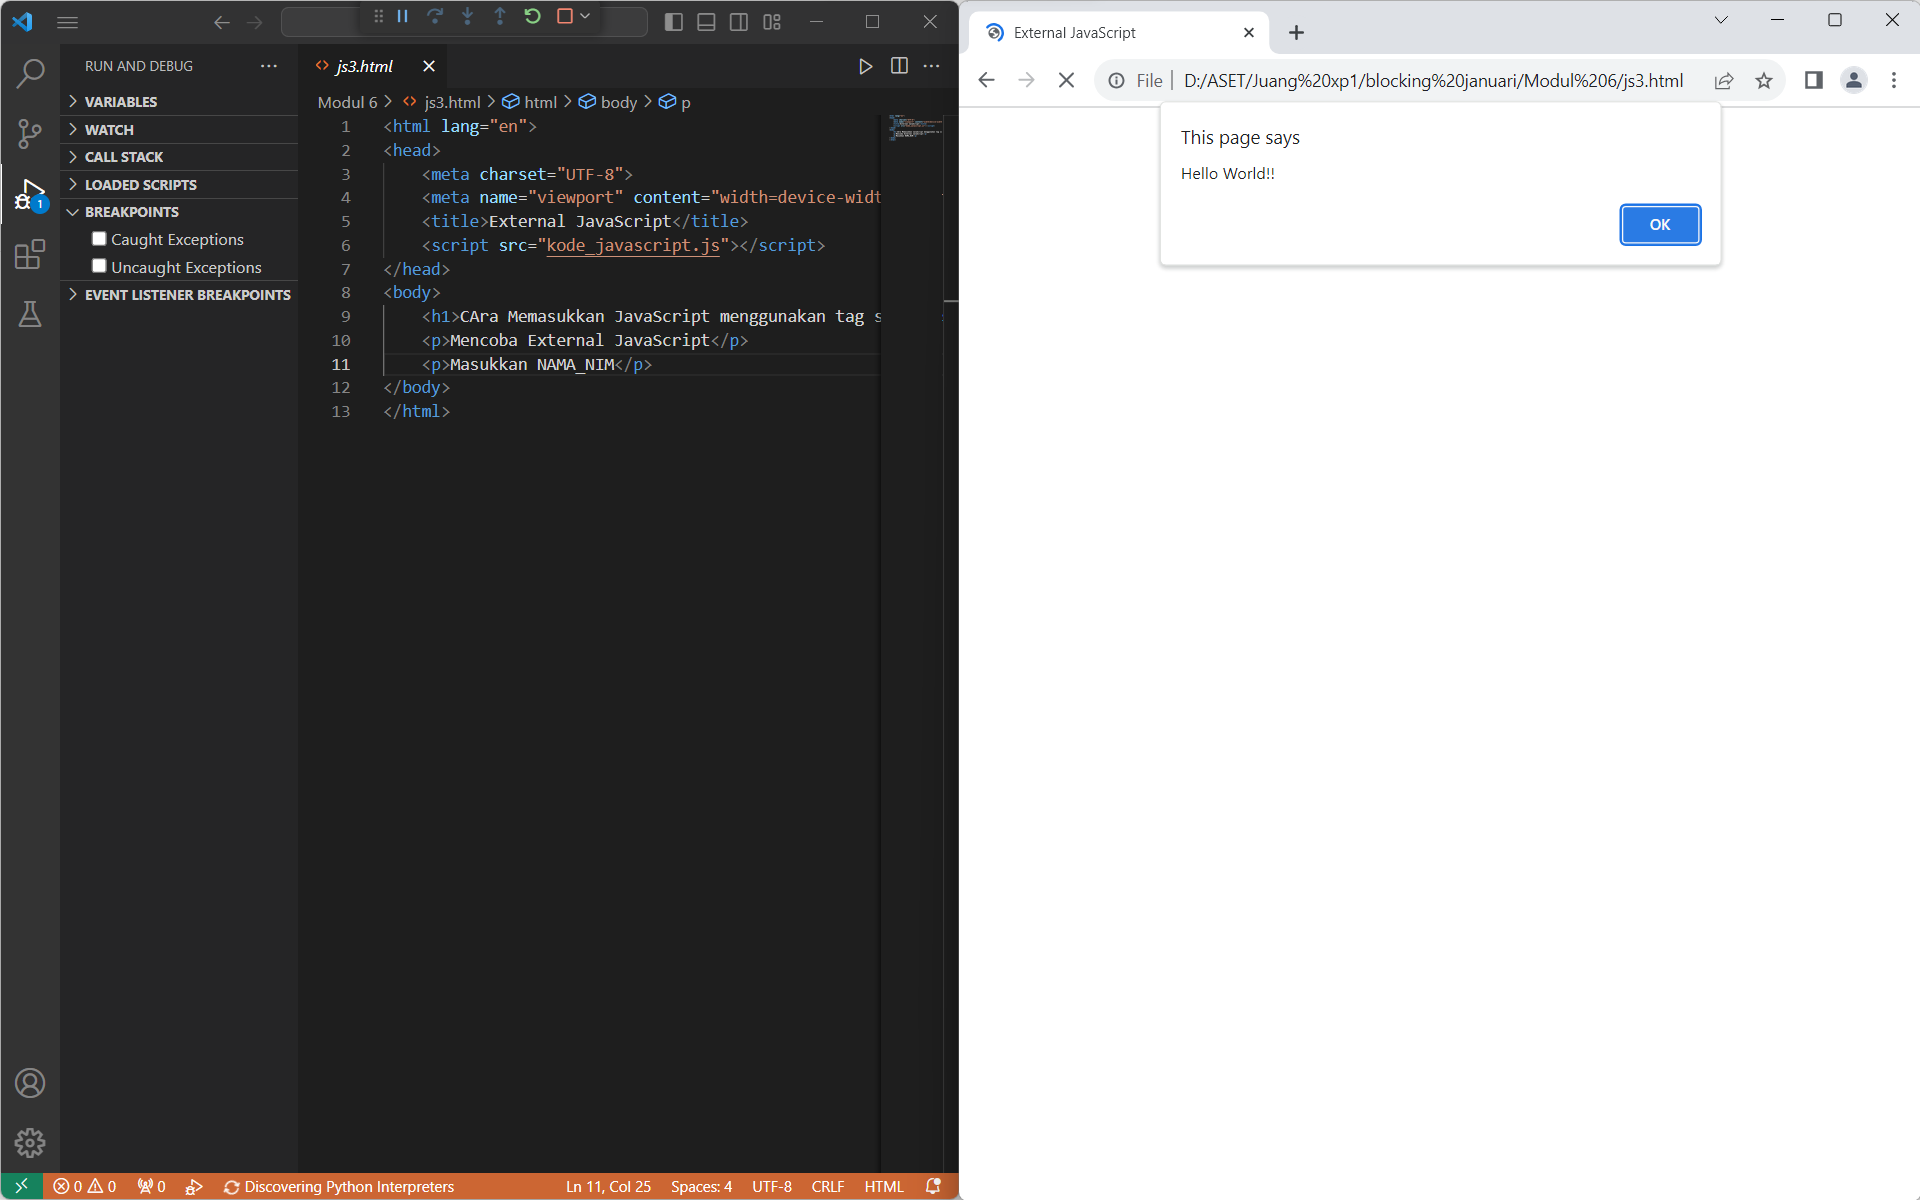 RUN AND DEBUG
VARIABLES
WATCH
CALL STACK
LOADED SCRIPTS
BREAKPOINTS
Caught Exceptions
Uncaught Exceptions
EVENT LISTENER BREAKPOINTS
1
js3.html
Modul 6 > js3.html > html > body > p
1 <html lang="en">
2 <head>
3 <meta charset="UTF-8">
4 <meta name="viewport" content="width=device-widt
5 <title>External JavaScript</title>
6 <script src="kode_javascript.js"></script>
7 </head>
8 <body>
9 <h1>CAra Memasukkan JavaScript menggunakan tag s
10 <p>Mencoba External JavaScript</p>
11 <p>Masukkan NAMA_NIM</p>
12 </body>
13 </html>
0 0 0 Discovering Python Interpreters Ln 11, Col 25 Spaces: 4 UTF-8 CRLF HTML
External JavaScript
File | D:/ASET/Juang%20xp1/blocking%20januari/Modul%206/js3.html
This page says
Hello World!!
OK